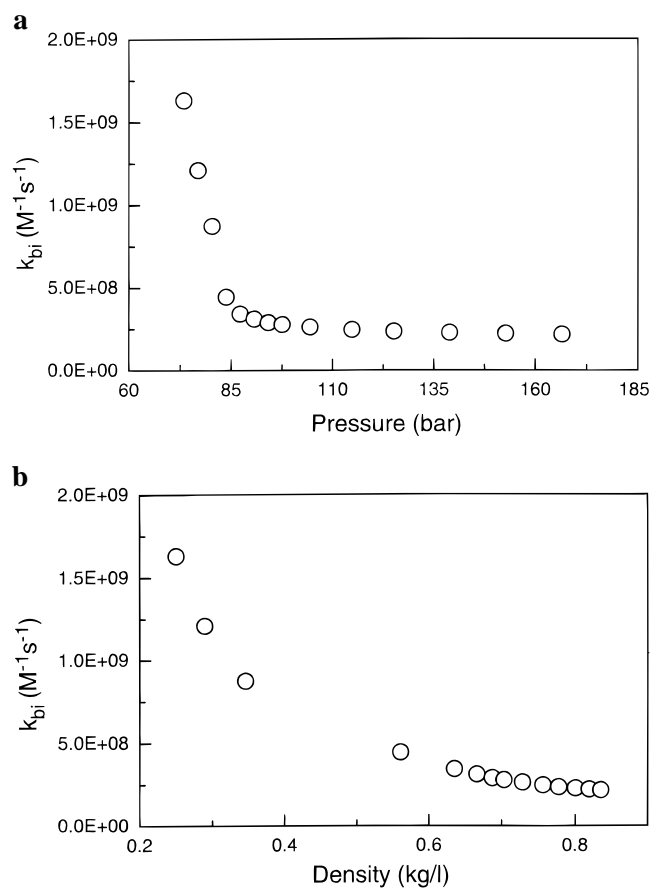 a
2.0E+09
1.5E+09
1.0E+09
5.0E+08
0.0E+00
k_bi (M⁻¹s⁻¹)
60 85 110 135 160 185
Pressure (bar)
b
2.0E+09
1.5E+09
1.0E+09
5.0E+08
0.0E+00
k_bi (M⁻¹s⁻¹)
0.2 0.4 0.6 0.8
Density (kg/l)